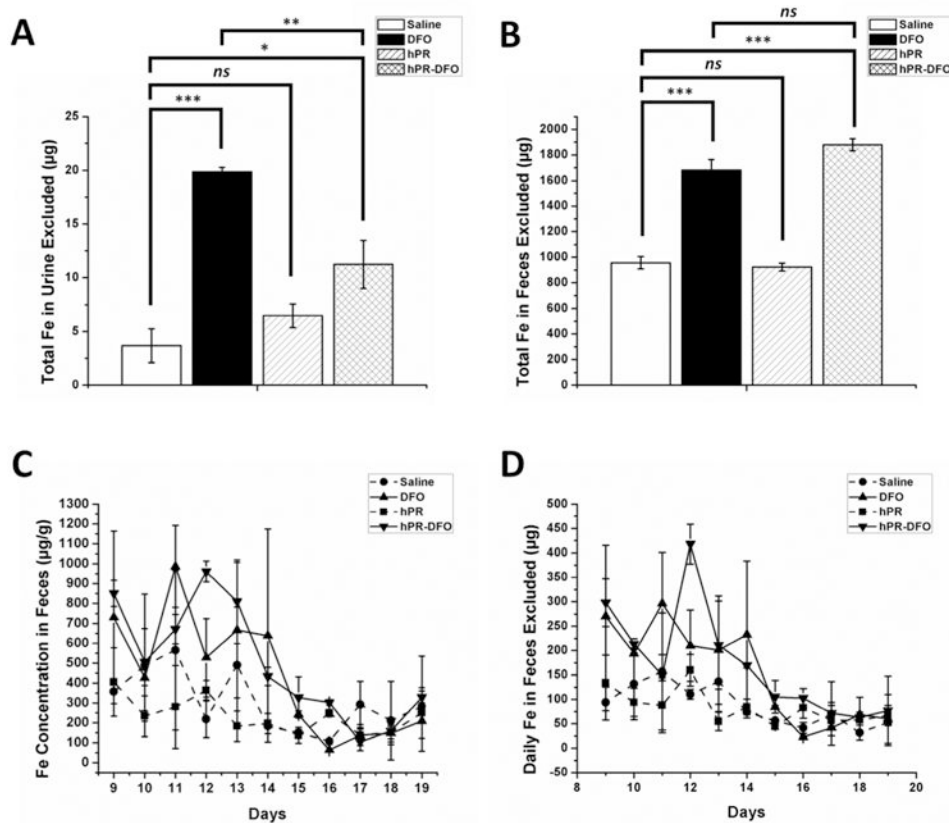 A
**
*
ns
***
Saline
DFO
hPR
hPR-DFO
Total Fe in Urine Excluded (µg)
25
20
15
10
5
0
B
ns
***
ns
***
Saline
DFO
hPR
hPR-DFO
Total Fe in Feces Excluded (µg)
2000
1800
1600
1400
1200
1000
800
600
400
200
0
C
Saline
DFO
hPR
hPR-DFO
Fe Concentration in Feces (µg/g)
1300
1200
1100
1000
900
800
700
600
500
400
300
200
100
0
9 10 11 12 13 14 15 16 17 18 19
Days
D
Saline
DFO
hPR
hPR-DFO
Daily Fe in Feces Excluded (µg)
500
450
400
350
300
250
200
150
100
50
0
-50
8 10 12 14 16 18 20
Days